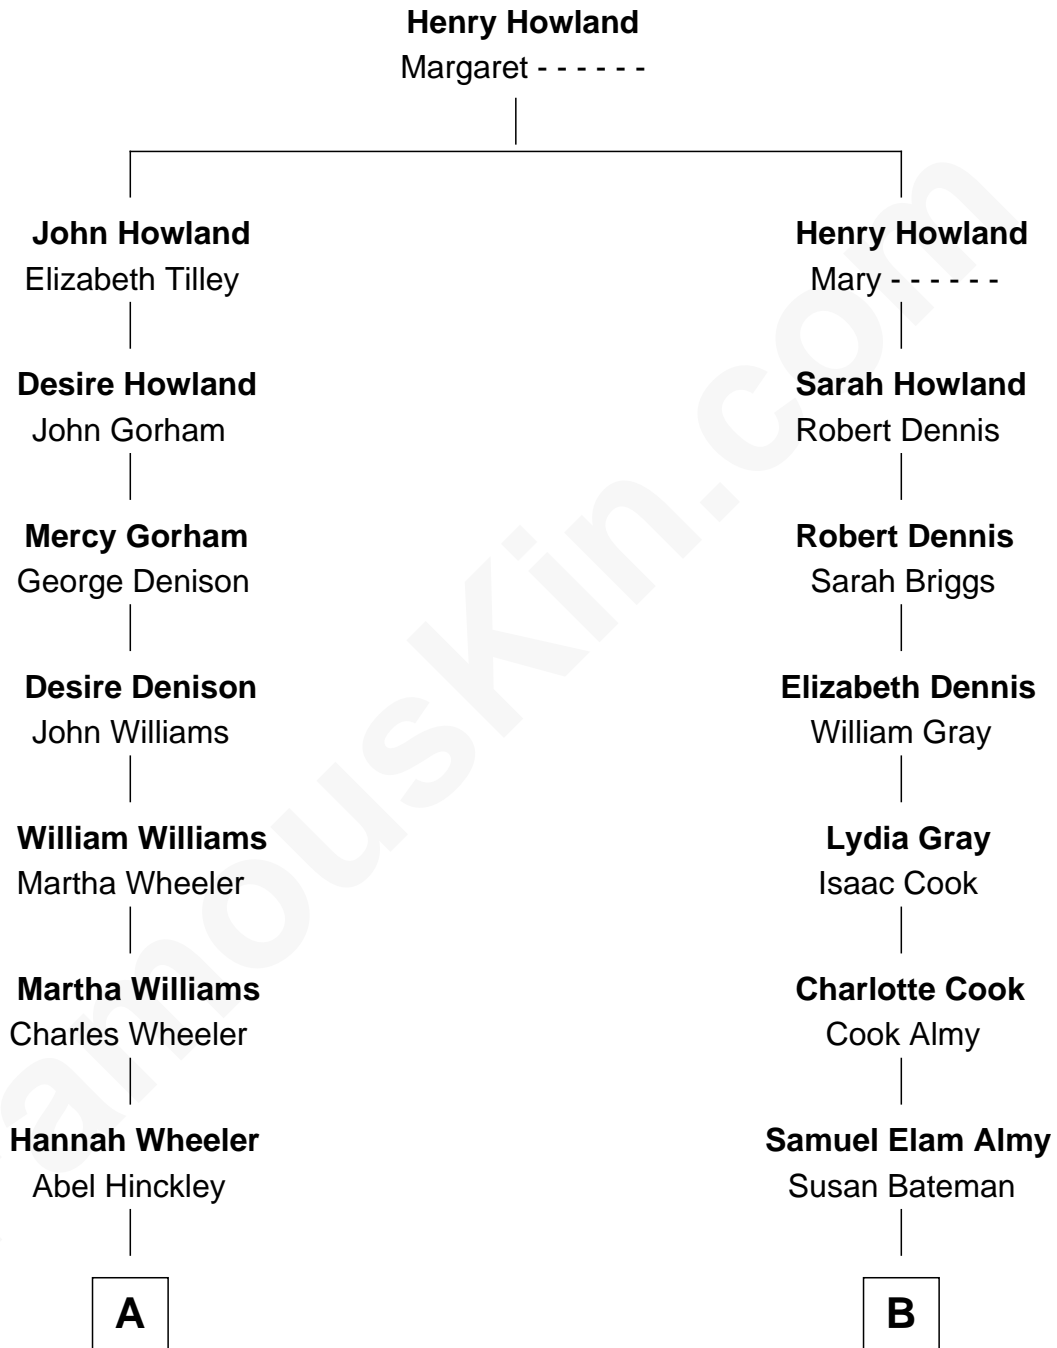 Henry Howland
Margaret - - - - - -
John Howland
Elizabeth Tilley
Henry Howland
Mary - - - - - -
Desire Howland
John Gorham
Sarah Howland
Robert Dennis
Mercy Gorham
George Denison
Robert Dennis
Sarah Briggs
Desire Denison
John Williams
Elizabeth Dennis
William Gray
William Williams
Martha Wheeler
Lydia Gray
Isaac Cook
Martha Williams
Charles Wheeler
Charlotte Cook
Cook Almy
Hannah Wheeler
Abel Hinckley
Samuel Elam Almy
Susan Bateman
A
B
amouskin.com